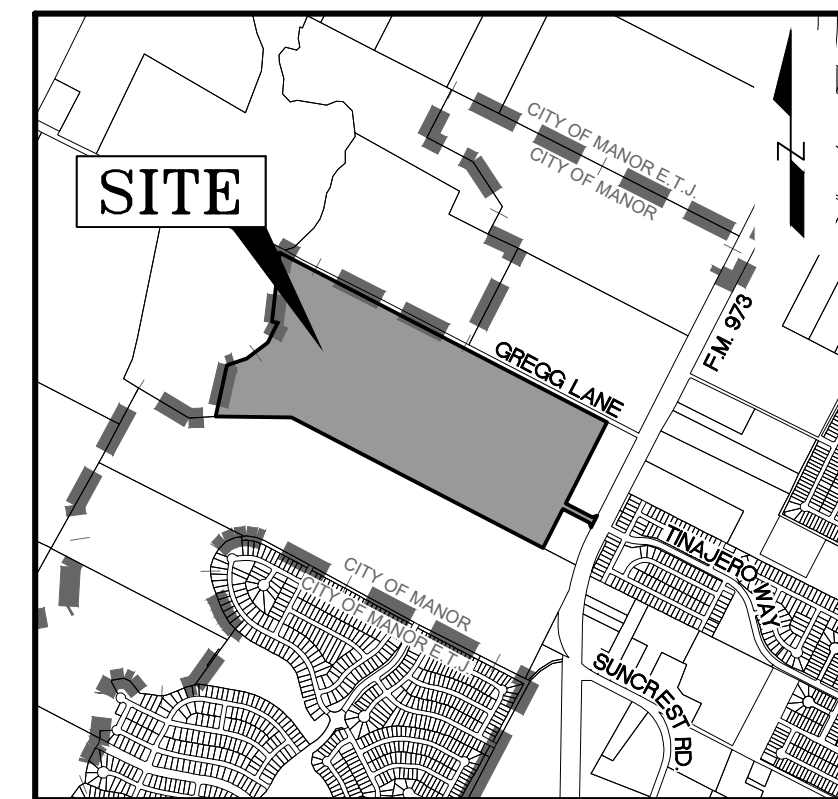 CITY OF MANOR E.T.J.
CITY OF MANOR
N
SITE
F.M. 973
GREGG LANE
TINAJERO WAY
CITY OF MANOR
CITY OF MANOR E.T.J.
SUNCREST RD.